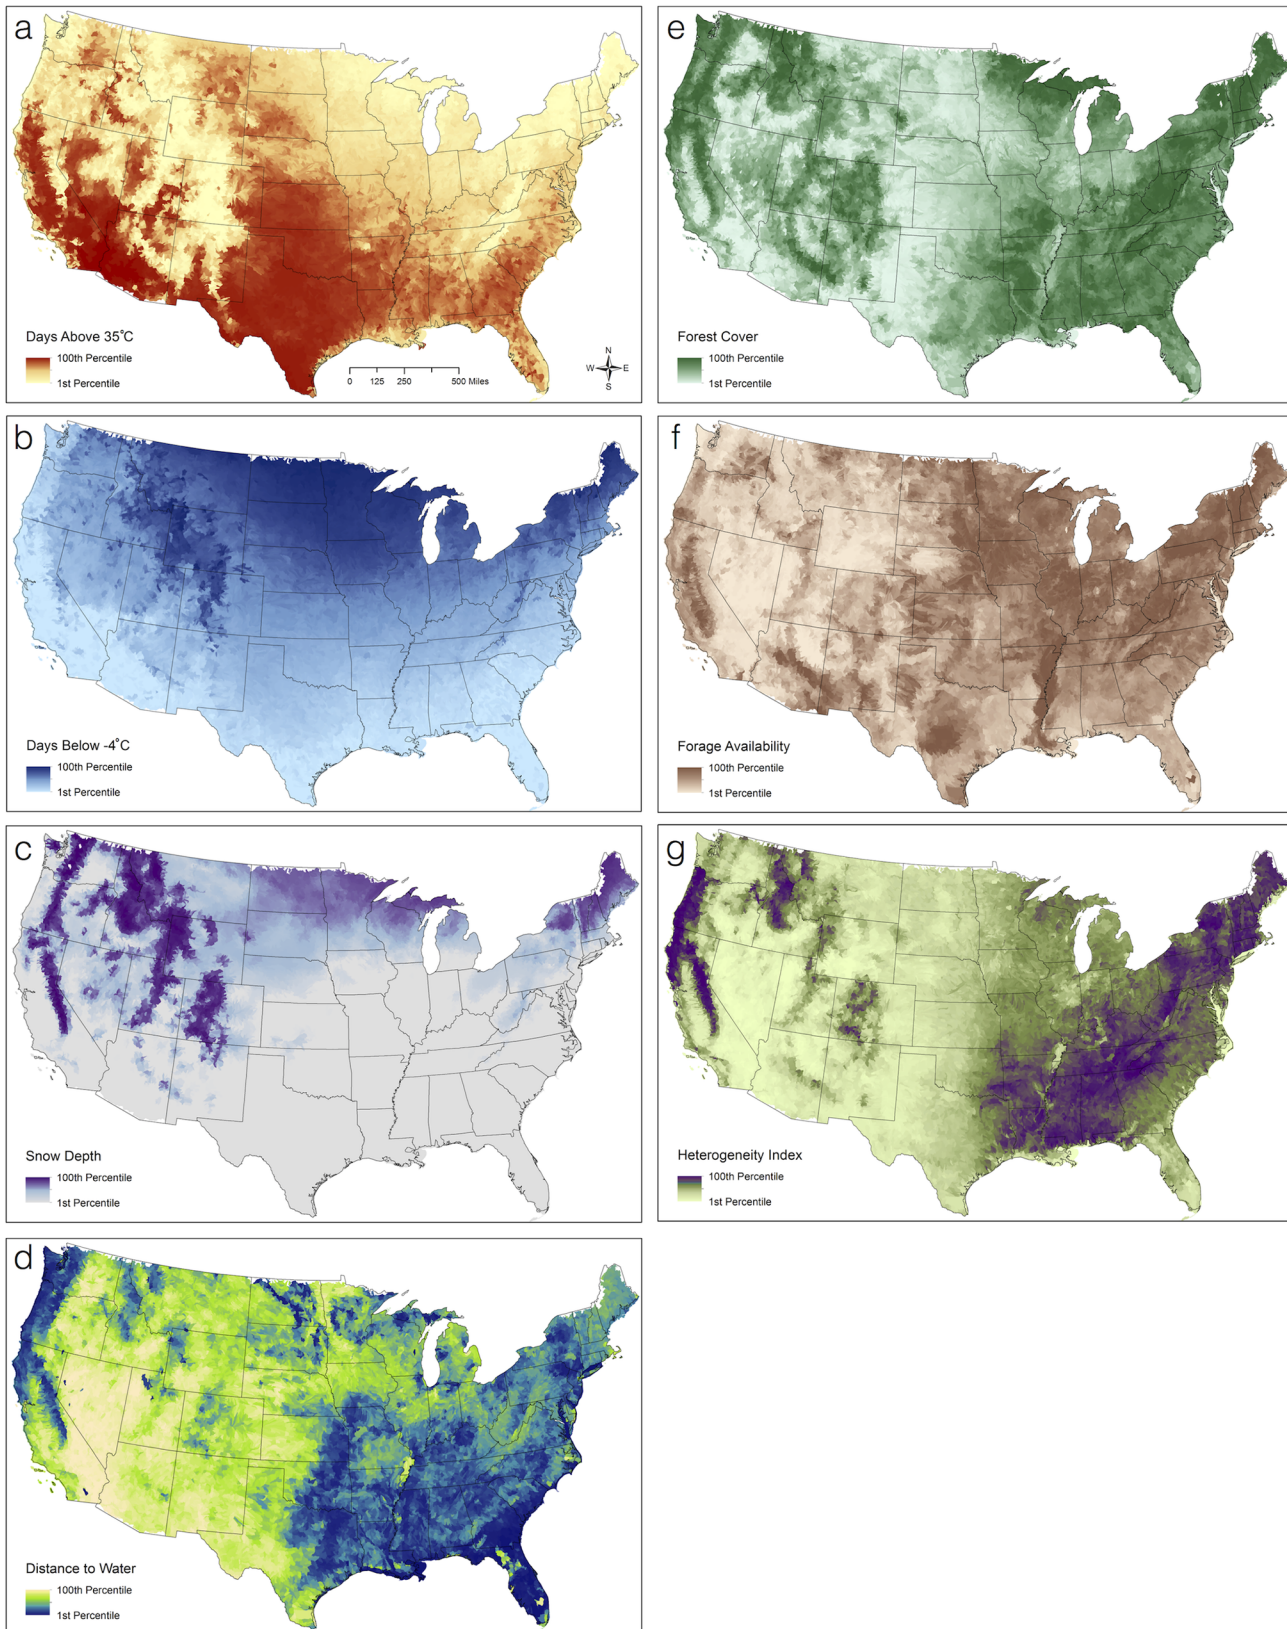 a
Days Above 35°C
100th Percentile
1st Percentile
0 125 250 500 Miles
N
W E
S
b
Days Below -4°C
100th Percentile
1st Percentile
c
Snow Depth
100th Percentile
1st Percentile
d
Distance to Water
100th Percentile
1st Percentile
e
Forest Cover
100th Percentile
1st Percentile
f
Forage Availability
100th Percentile
1st Percentile
g
Heterogeneity Index
100th Percentile
1st Percentile